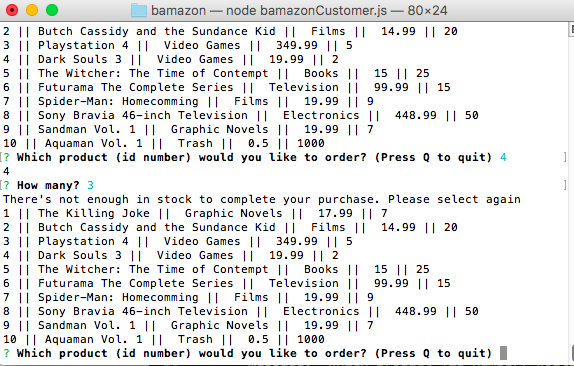 bamazon — node bamazonCustomer.js — 80×24
2 || Butch Cassidy and the Sundance Kid ||  Films ||  14.99 || 20
3 || Playstation 4 ||  Video Games ||  349.99 || 5
4 || Dark Souls 3 ||  Video Games ||  19.99 || 2
5 || The Witcher: The Time of Contempt ||  Books ||  15 || 25
6 || Futurama The Complete Series ||  Television ||  99.99 || 15
7 || Spider-Man: Homecomming ||  Films ||  19.99 || 9
8 || Sony Bravia 46-inch Television ||  Electronics ||  448.99 || 50
9 || Sandman Vol. 1 ||  Graphic Novels ||  19.99 || 7
10 || Aquaman Vol. 1 ||  Trash ||  0.5 || 1000
[? Which product (id number) would you like to order? (Press Q to quit) 4 ]
4
[? How many? 3 ]
There's not enough in stock to complete your purchase. Please select again
1 || The Killing Joke ||  Graphic Novels ||  17.99 || 7
2 || Butch Cassidy and the Sundance Kid ||  Films ||  14.99 || 20
3 || Playstation 4 ||  Video Games ||  349.99 || 5
4 || Dark Souls 3 ||  Video Games ||  19.99 || 2
5 || The Witcher: The Time of Contempt ||  Books ||  15 || 25
6 || Futurama The Complete Series ||  Television ||  99.99 || 15
7 || Spider-Man: Homecomming ||  Films ||  19.99 || 9
8 || Sony Bravia 46-inch Television ||  Electronics ||  448.99 || 50
9 || Sandman Vol. 1 ||  Graphic Novels ||  19.99 || 7
10 || Aquaman Vol. 1 ||  Trash ||  0.5 || 1000
? Which product (id number) would you like to order? (Press Q to quit)